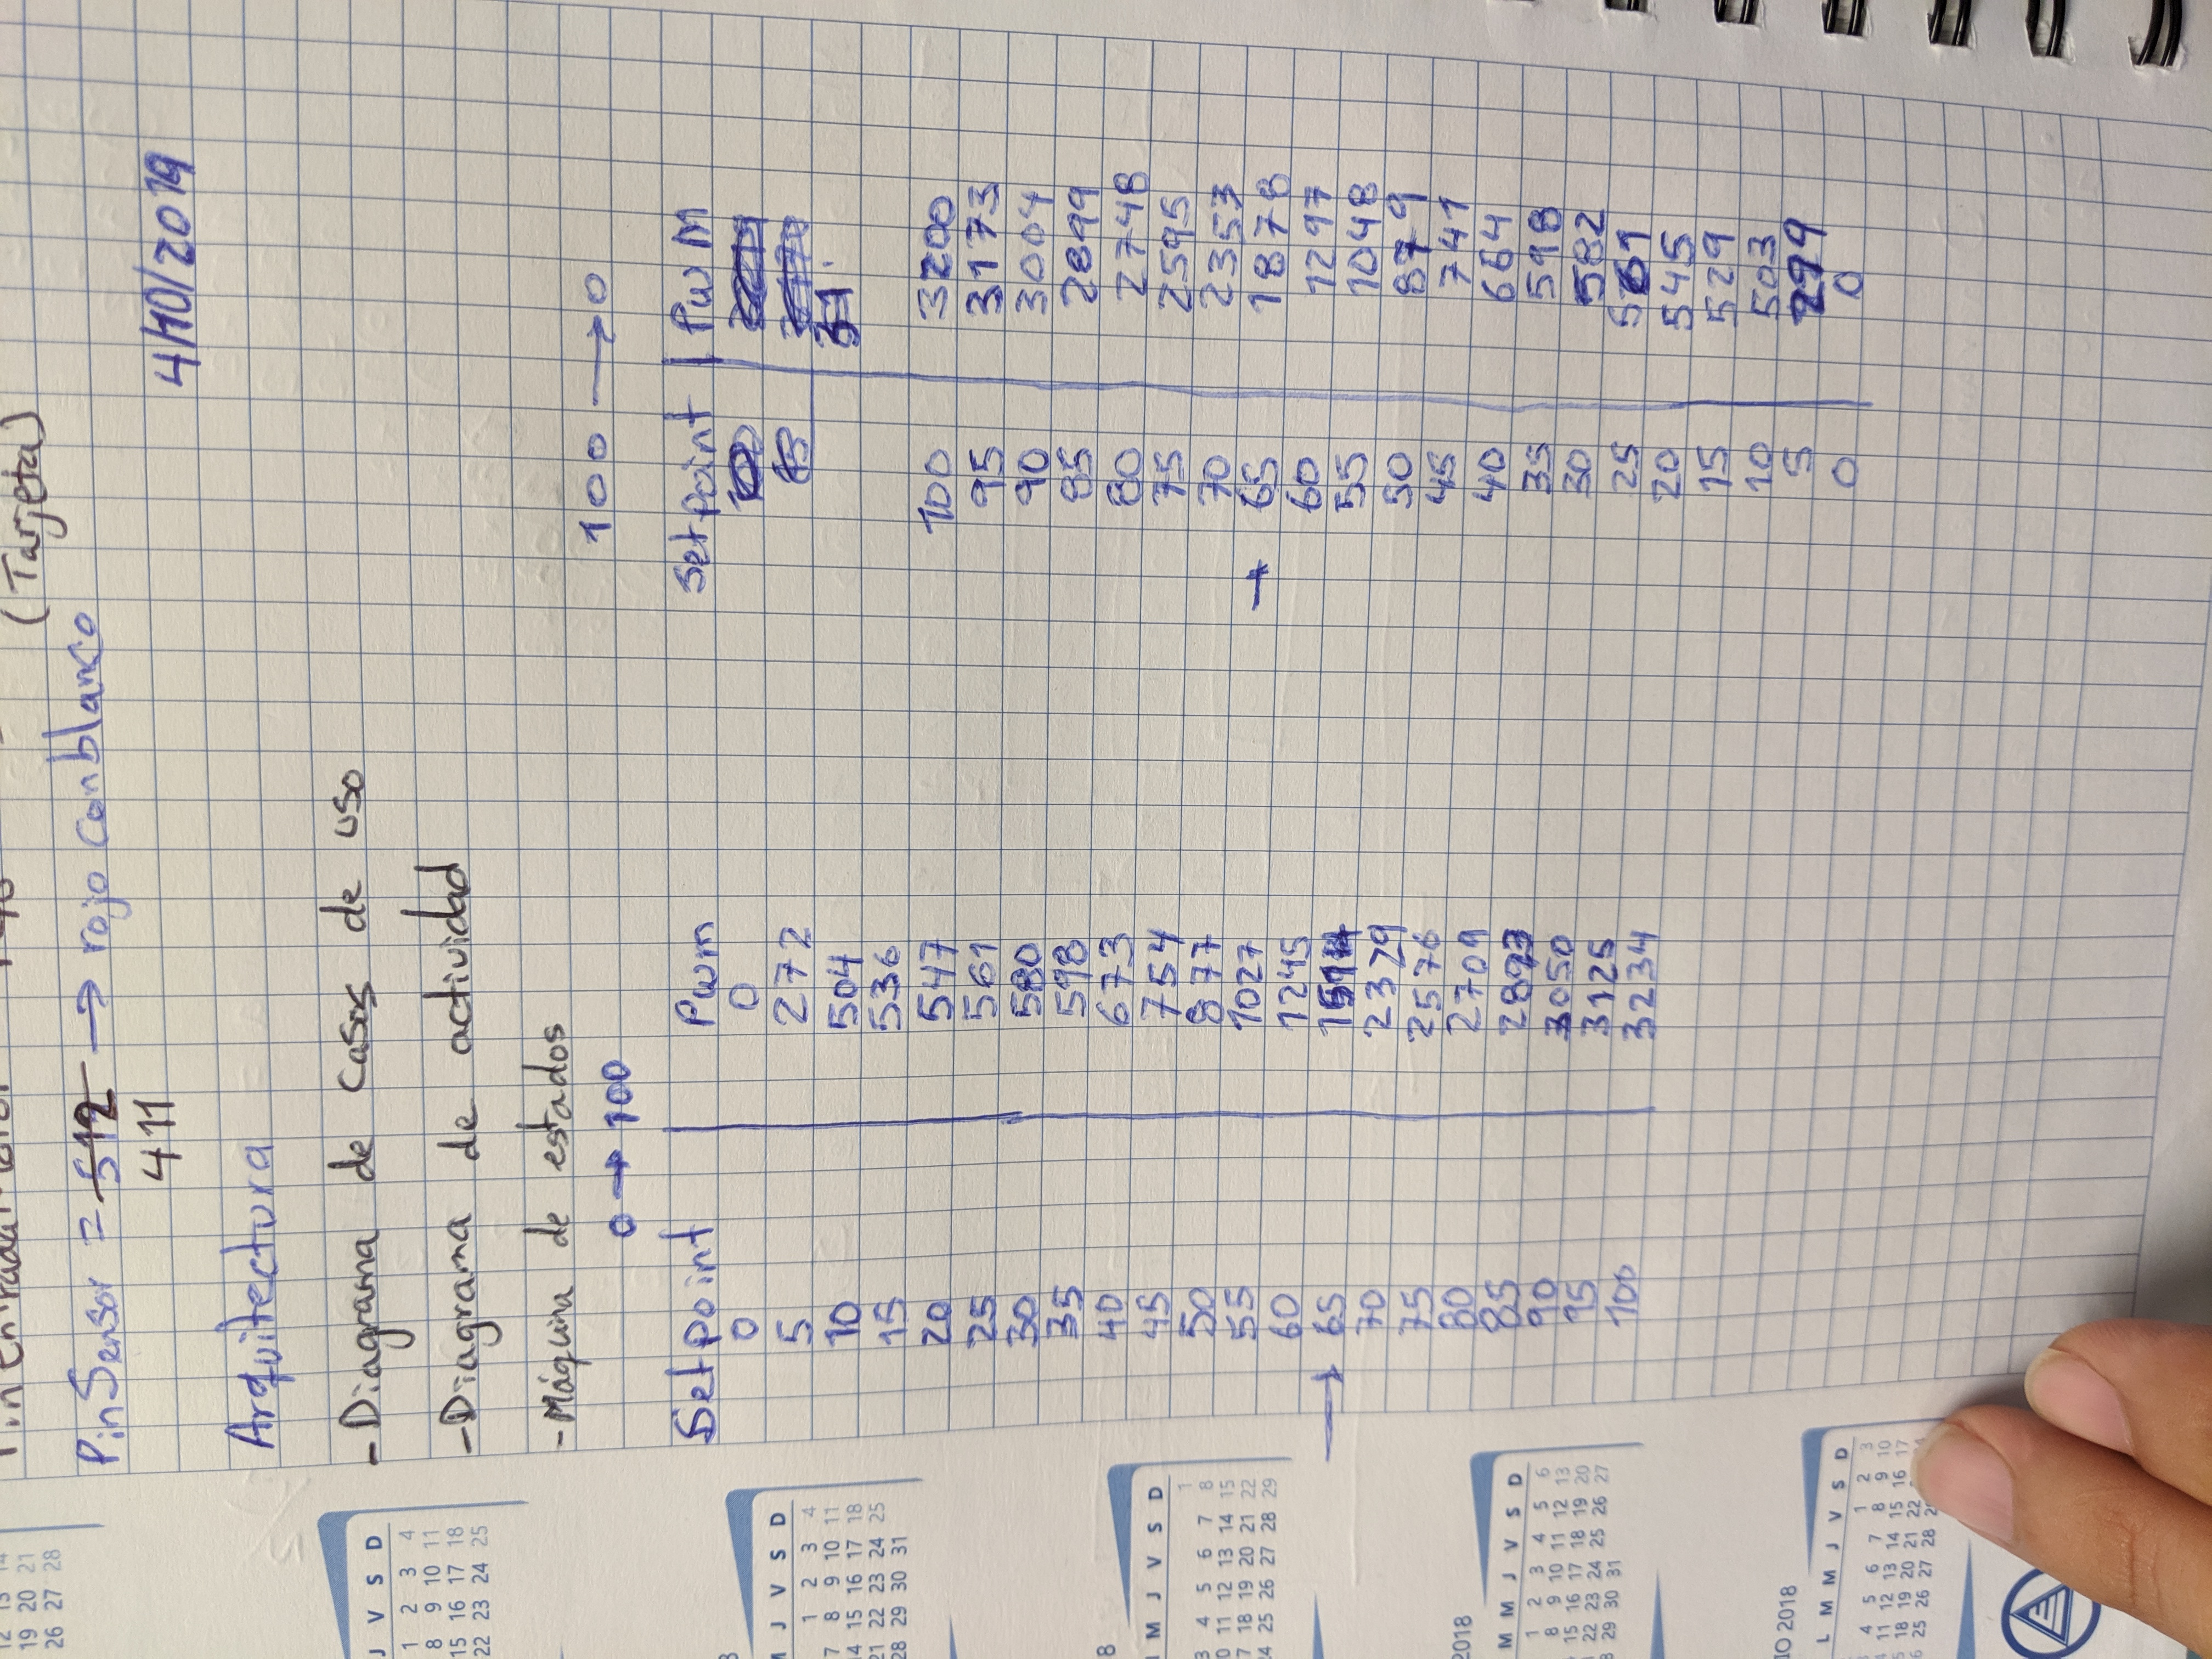 (Tarjeta)
PinSensor = 512 → rojo con blanco
411
4/10/2019
Arquitectura
-Diagrama de casos de uso
-Diagrama de actividad
-Máquina de estados
0 → 100
Setpoint Pwm
0 0
5 272
10 504
15 536
20 547
25 561
30 580
35 598
40 673
45 754
50 877
55 1027
60 1245
→ 65
70 2329
75 2576
80 2709
85 2893
90 3050
95 3125
100 3234
100 → 0
Setpoint PwM
100 3200
95 3173
90 3004
85 2899
80 2748
75 2595
70 2353
→ 65 1878
60 1297
55 1048
50 879
45 741
40 664
35 598
30 582
25 561
20 545
15 529
10 503
5 279
0 0
12 13 14
19 20 21
26 27 28
J V S D
1 2 3 4
8 9 10 11
15 16 17 18
22 23 24 25
J V S D
1 2 3 4
7 8 9 10 11
14 15 16 17 18
21 22 23 24 25
28 29 30 31
8
M J V S D
1
3 4 5 6 7 8
10 11 12 13 14 15
17 18 19 20 21 22
24 25 26 27 28 29
2018
M M J V S D
1 2 3 4 5 6
8 9 10 11 12 13
15 16 17 18 19 20
22 23 24 25 26 27
29 30 31
IO 2018
L M M J V S D
1 2 3
4 5 6 7 8 9 10
11 12 13 14 15 16 17
18 19 20 21 22
25 26 27 28